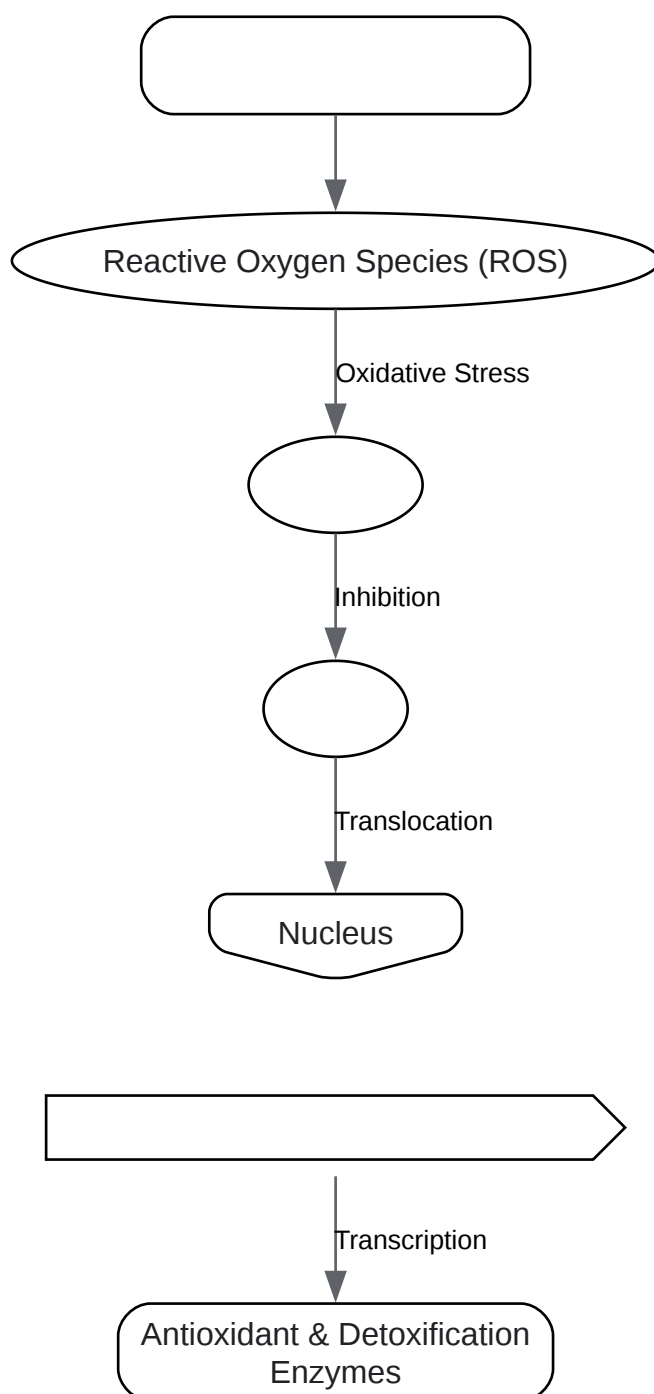 Reactive Oxygen Species (ROS)
Oxidative Stress
Inhibition
Translocation
Nucleus
Transcription
Antioxidant & Detoxification
Enzymes